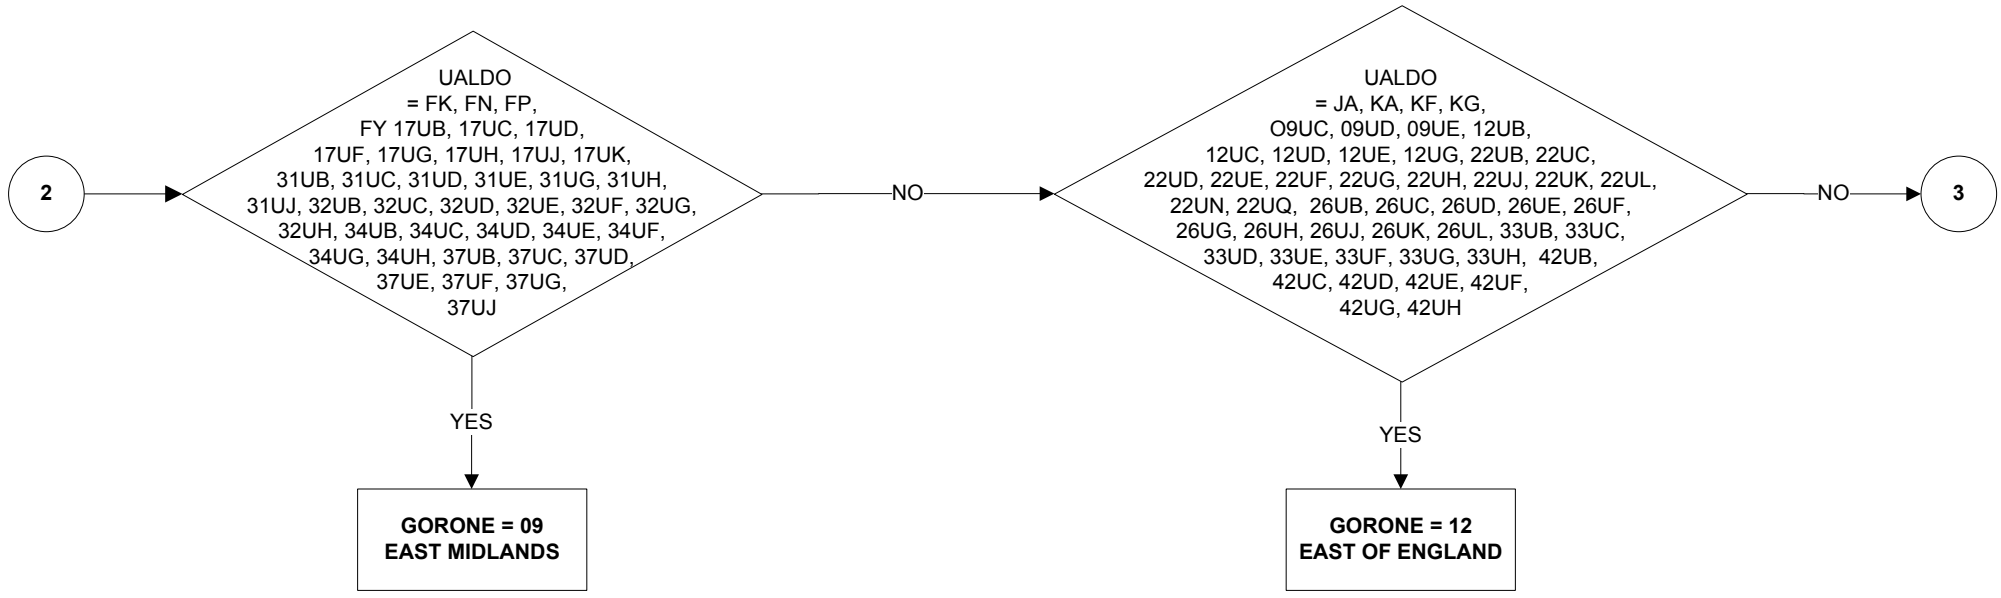 2
UALDO
= FK, FN, FP,
FY 17UB, 17UC, 17UD,
17UF, 17UG, 17UH, 17UJ, 17UK,
31UB, 31UC, 31UD, 31UE, 31UG, 31UH,
31UJ, 32UB, 32UC, 32UD, 32UE, 32UF, 32UG,
32UH, 34UB, 34UC, 34UD, 34UE, 34UF,
34UG, 34UH, 37UB, 37UC, 37UD,
37UE, 37UF, 37UG,
37UJ
YES
GORONE = 09
EAST MIDLANDS
NO
UALDO
= JA, KA, KF, KG,
O9UC, 09UD, 09UE, 12UB,
12UC, 12UD, 12UE, 12UG, 22UB, 22UC,
22UD, 22UE, 22UF, 22UG, 22UH, 22UJ, 22UK, 22UL,
22UN, 22UQ, 26UB, 26UC, 26UD, 26UE, 26UF,
26UG, 26UH, 26UJ, 26UK, 26UL, 33UB, 33UC,
33UD, 33UE, 33UF, 33UG, 33UH, 42UB,
42UC, 42UD, 42UE, 42UF,
42UG, 42UH
YES
GORONE = 12
EAST OF ENGLAND
NO
3